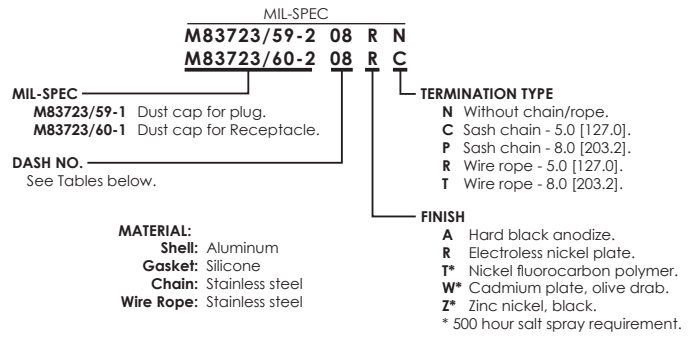 MIL-SPEC
M83723/59-2 08 R N
M83723/60-2 08 R C
MIL-SPEC
M83723/59-1 Dust cap for plug.
M83723/60-1 Dust cap for Receptacle.
DASH NO.
See Tables below.
MATERIAL:
Shell: Aluminum
Gasket: Silicone
Chain: Stainless steel
Wire Rope: Stainless steel
TERMINATION TYPE
N Without chain/rope.
C Sash chain - 5.0 [127.0].
P Sash chain - 8.0 [203.2].
R Wire rope - 5.0 [127.0].
T Wire rope - 8.0 [203.2].
FINISH
A Hard black anodize.
R Electroless nickel plate.
T* Nickel fluorocarbon polymer.
W* Cadmium plate, olive drab.
Z* Zinc nickel, black.
* 500 hour salt spray requirement.